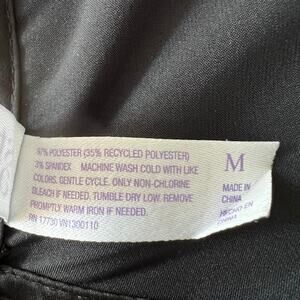 97% POLYESTER (35% RECYCLED POLYESTER)
3% SPANDEX MACHINE WASH COLD WITH LIKE
COLORS. GENTLE CYCLE. ONLY NON-CHLORINE
BLEACH IF NEEDED. TUMBLE DRY LOW. REMOVE
PROMPTLY WARM IRON IF NEEDED.
RN 17730 VN1300110
M
MADE IN
CHINA
HECHO EN
CHINA